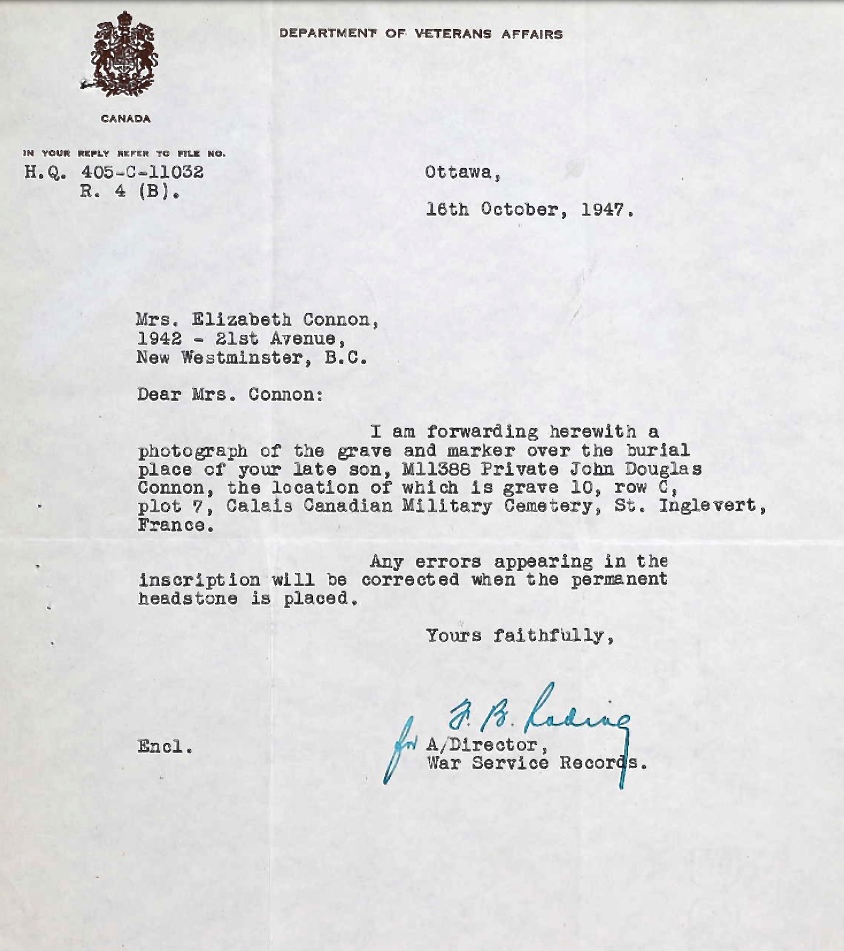 DEPARTMENT OF VETERANS AFFAIRS
CANADA
IN YOUR REPLY REFER TO FILE NO.
H.Q. 405-C-11032
R. 4 (B).
Ottawa,
16th October, 1947.
Mrs. Elizabeth Connon,
1942 - 21st Avenue,
New Westminster, B.C.
Dear Mrs. Connon:
I am forwarding herewith a
photograph of the grave and marker over the burial
place of your late son, M11388 Private John Douglas
Connon, the location of which is grave 10, row C,
plot 7, Calais Canadian Military Cemetery, St. Inglevert,
France.
Any errors appearing in the
inscription will be corrected when the permanent
headstone is placed.
Yours faithfully,
F. B.
Encl.
for A/Director,
War Service Records.